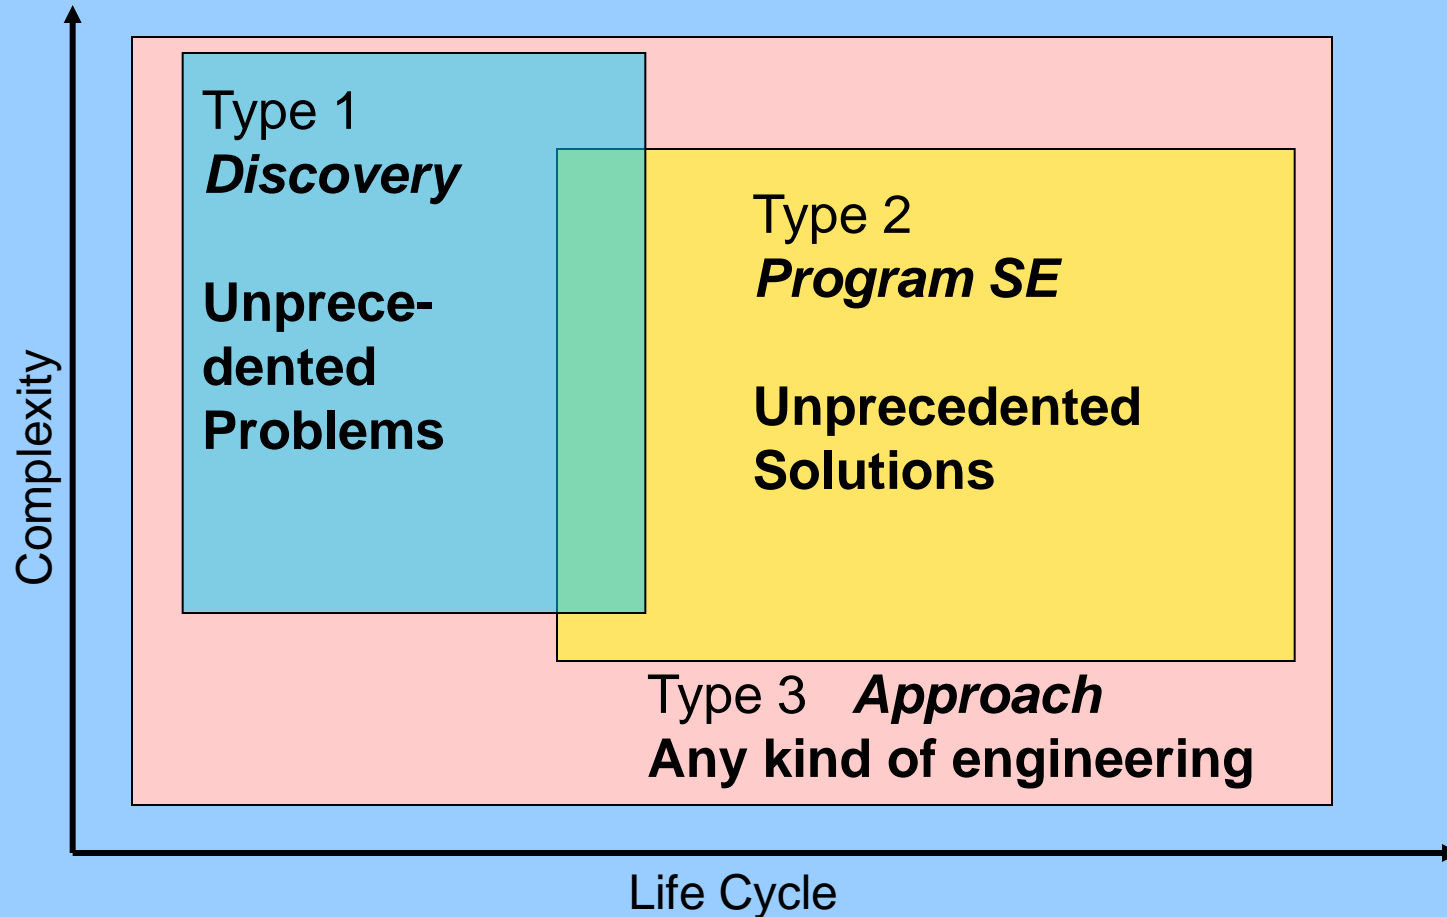 Type 1
Discovery
Unprece-
dented
Problems
Type 2
Program SE
Unprecedented
Solutions
Type 3 Approach
Any kind of engineering
Complexity
Life Cycle